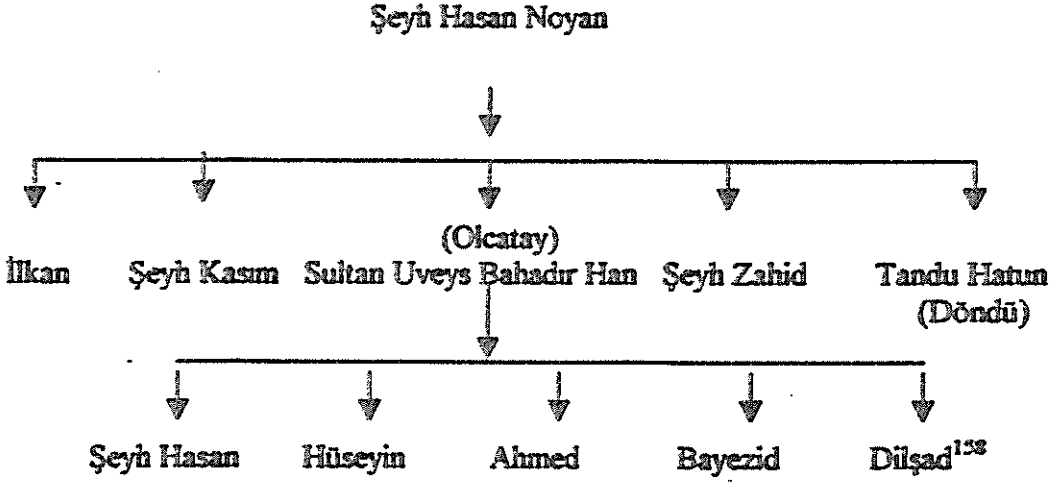 Şeyh Hasan Noyan
(Olcatay)
İlkan Şeyh Kasım Sultan Uveys Bahadır Han Şeyh Zahid Tandu Hatun
(Döndü)
Şeyh Hasan Hüseyin Ahmed Bayezid Dilşad¹⁵⁸